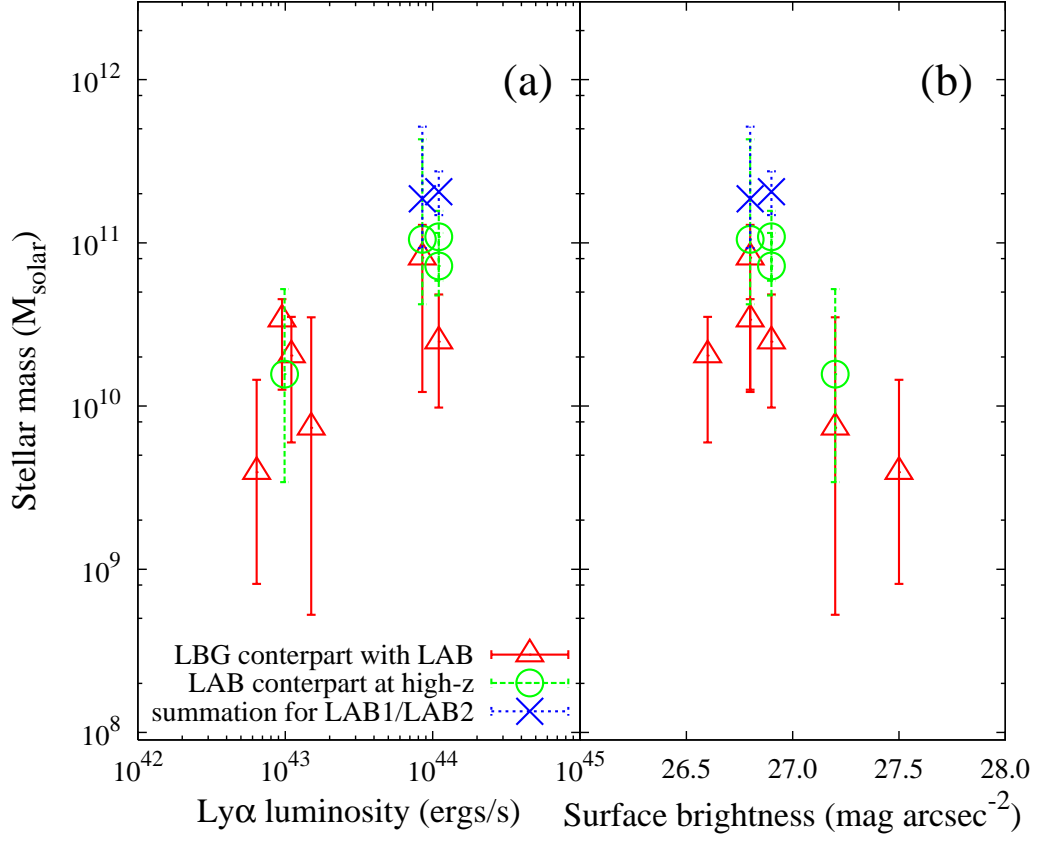 (a) (b)
Stellar mass (M_solar)
10^12
10^11
10^10
10^9
10^8
LBG conterpart with LAB
LAB conterpart at high-z
summation for LAB1/LAB2
10^42 10^43 10^44 10^45 26.5 27.0 27.5 28.0
Lyα luminosity (ergs/s) Surface brightness (mag arcsec^-2)